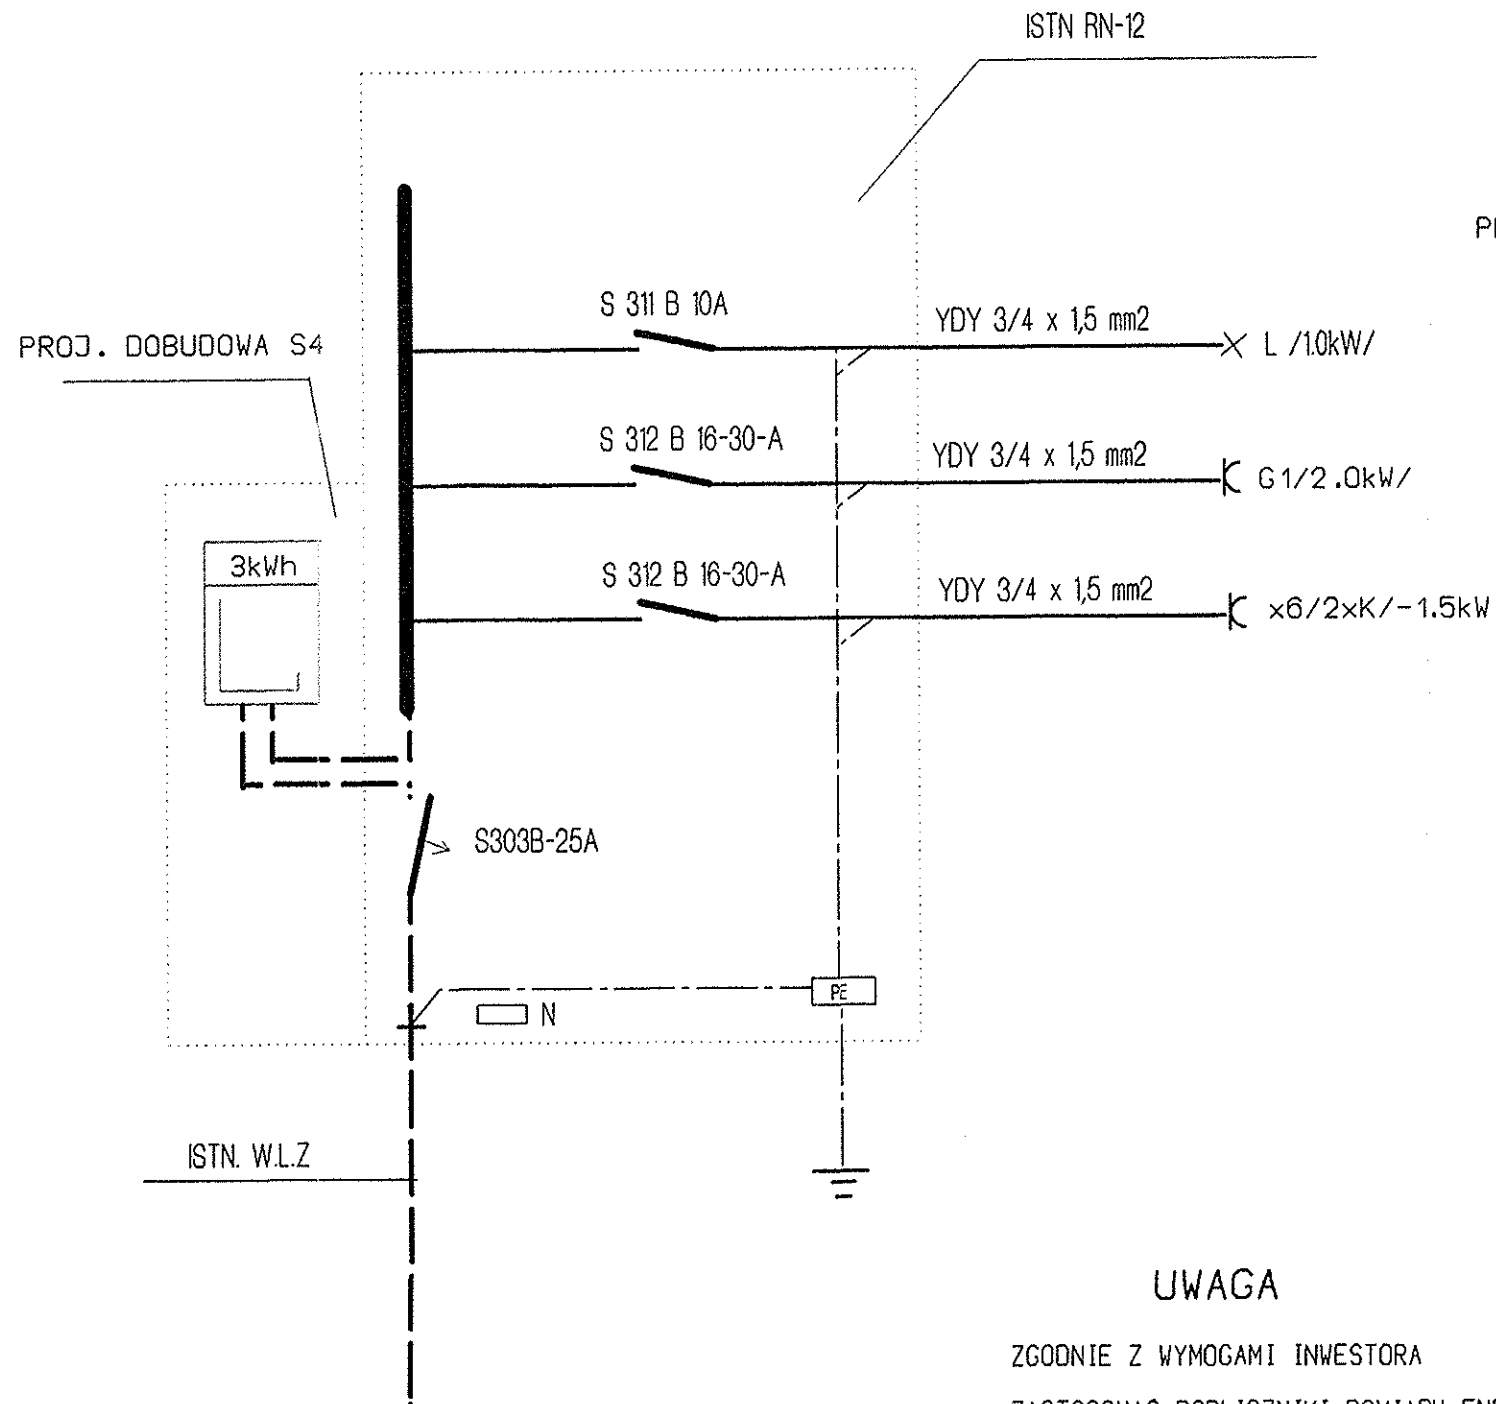 ISTN RN-12
S 311 B 10A
YDY 3/4 x 1,5 mm2
L /1.0kW/
PROJ. DOBUDOWA S4
S 312 B 16-30-A
YDY 3/4 x 1,5 mm2
G1/2.0kW/
3kWh
S 312 B 16-30-A
YDY 3/4 x 1,5 mm2
x6/2xK/-1.5kW
S303B-25A
PE
N
ISTN. W.L.Z
UWAGA
ZGODNIE Z WYMOGAMI INWESTORA